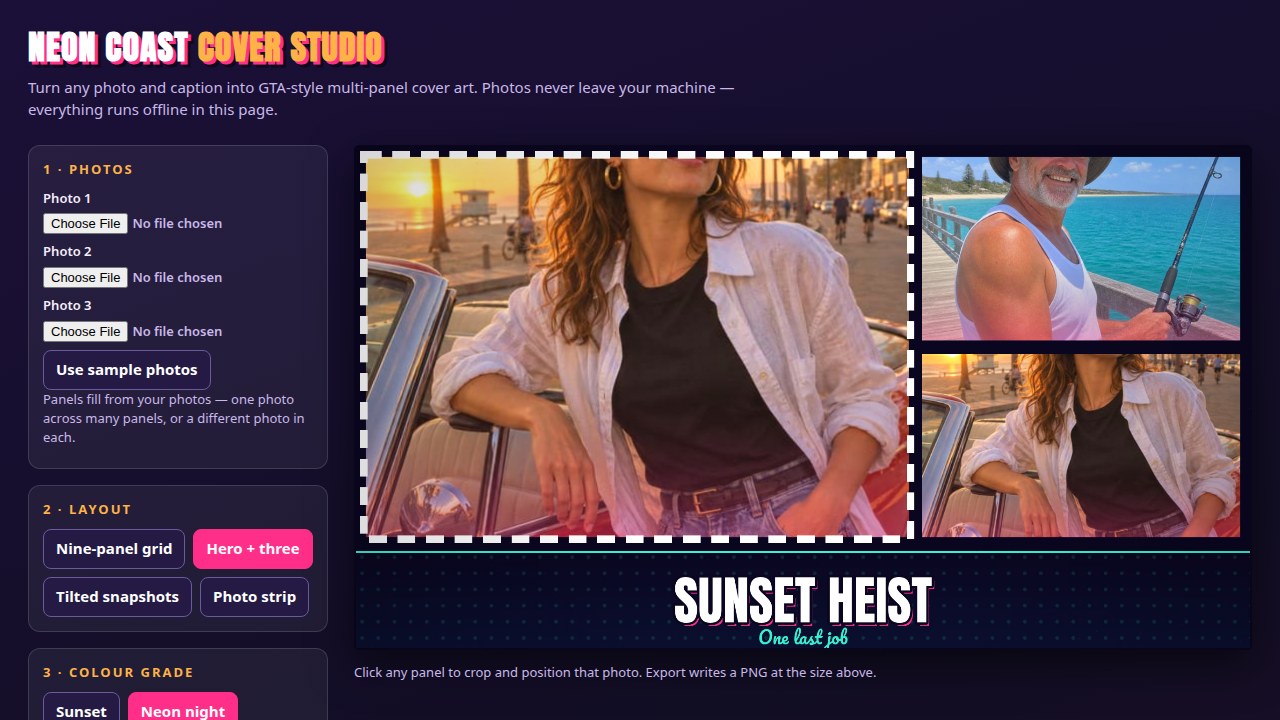 NEON COAST COVER STUDIO
Turn any photo and caption into GTA-style multi-panel cover art. Photos never leave your machine —
everything runs offline in this page.
1 · PHOTOS
Photo 1
Choose File No file chosen
Photo 2
Choose File No file chosen
Photo 3
Choose File No file chosen
Use sample photos
Panels fill from your photos — one photo
across many panels, or a different photo in
each.
2 · LAYOUT
Nine-panel grid Hero + three
Tilted snapshots Photo strip
3 · COLOUR GRADE
Sunset Neon night
SUNSET HEIST
One last job
Click any panel to crop and position that photo. Export writes a PNG at the size above.